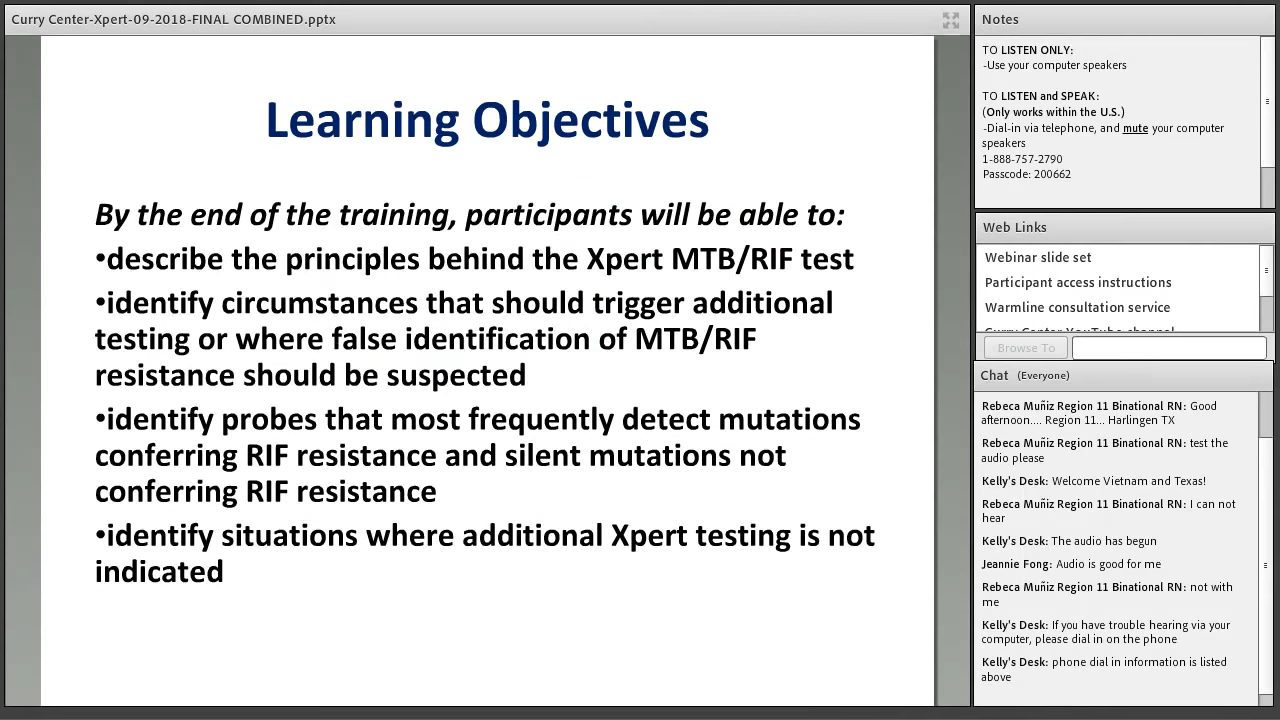 Curry Center-Xpert-09-2018-FINAL COMBINED.pptx
Learning Objectives
By the end of the training, participants will be able to:
•describe the principles behind the Xpert MTB/RIF test
•identify circumstances that should trigger additional
testing or where false identification of MTB/RIF
resistance should be suspected
•identify probes that most frequently detect mutations
conferring RIF resistance and silent mutations not
conferring RIF resistance
•identify situations where additional Xpert testing is not
indicated
Notes
TO LISTEN ONLY:
-Use your computer speakers
TO LISTEN and SPEAK:
(Only works within the U.S.)
-Dial-in via telephone, and mute your computer
speakers
1-888-757-2790
Passcode: 200662
Web Links
Webinar slide set
Participant access instructions
Warmline consultation service
Curry Center YouTube channel
Browse To
Chat (Everyone)
Rebeca Muñiz Region 11 Binational RN: Good
afternoon.... Region 11... Harlingen TX
Rebeca Muñiz Region 11 Binational RN: test the
audio please
Kelly's Desk: Welcome Vietnam and Texas!
Rebeca Muñiz Region 11 Binational RN: I can not
hear
Kelly's Desk: The audio has begun
Jeannie Fong: Audio is good for me
Rebeca Muñiz Region 11 Binational RN: not with
me
Kelly's Desk: If you have trouble hearing via your
computer, please dial in on the phone
Kelly's Desk: phone dial in information is listed
above